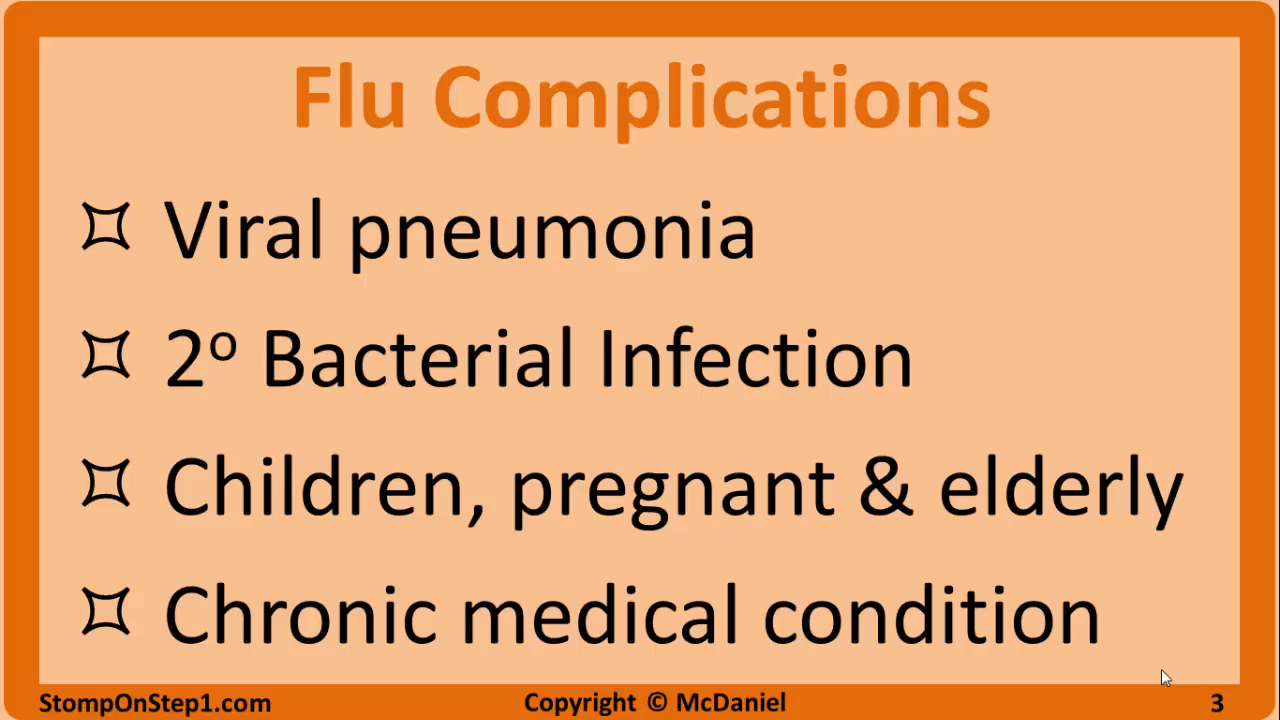 Flu Complications
Viral pneumonia
2º Bacterial Infection
Children, pregnant & elderly
Chronic medical condition
StompOnStep1.com Copyright © McDaniel 3